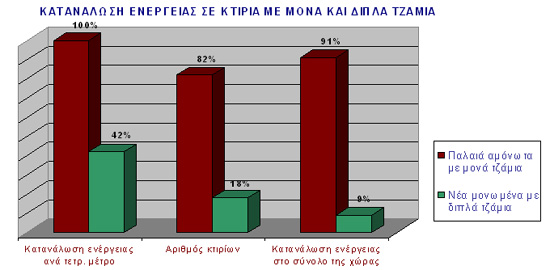 ΚΑΤΑΝΑΛΩΣΗ ΕΝΕΡΓΕΙΑΣ ΣΕ ΚΤΙΡΙΑ ΜΕ ΜΟΝΑ ΚΑΙ ΔΙΠΛΑ ΤΖΑΜΙΑ
100%
42%
82%
18%
91%
9%
Παλαιά αμόνωτα
με μονά τζάμια
Νέα μονωμένα με
διπλά τζάμια
Κατανάλωση ενέργειας
ανά τετρ. μέτρο
Αριθμός κτιρίων
Κατανάλωση ενέργειας
στο σύνολο της χώρας